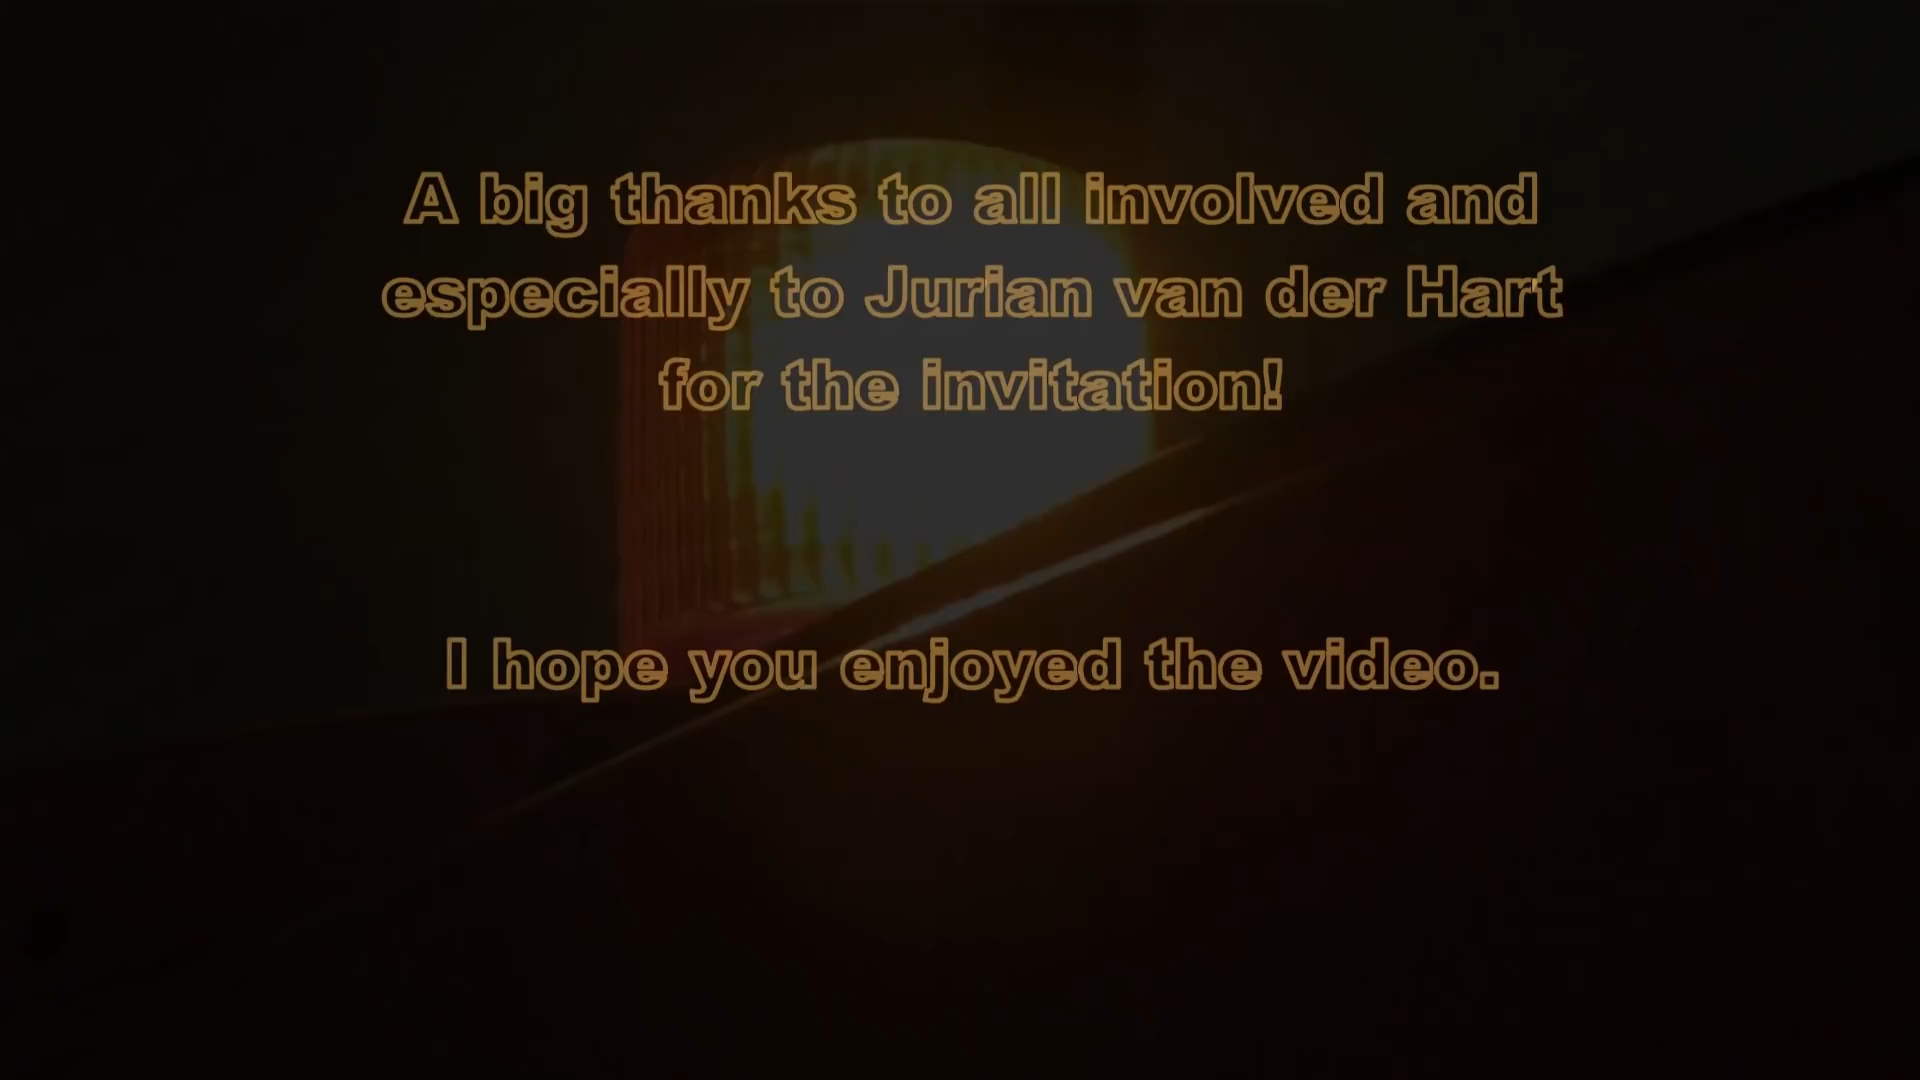 A big thanks to all involved and
especially to Jurian van der Hart
for the invitation!
I hope you enjoyed the video.